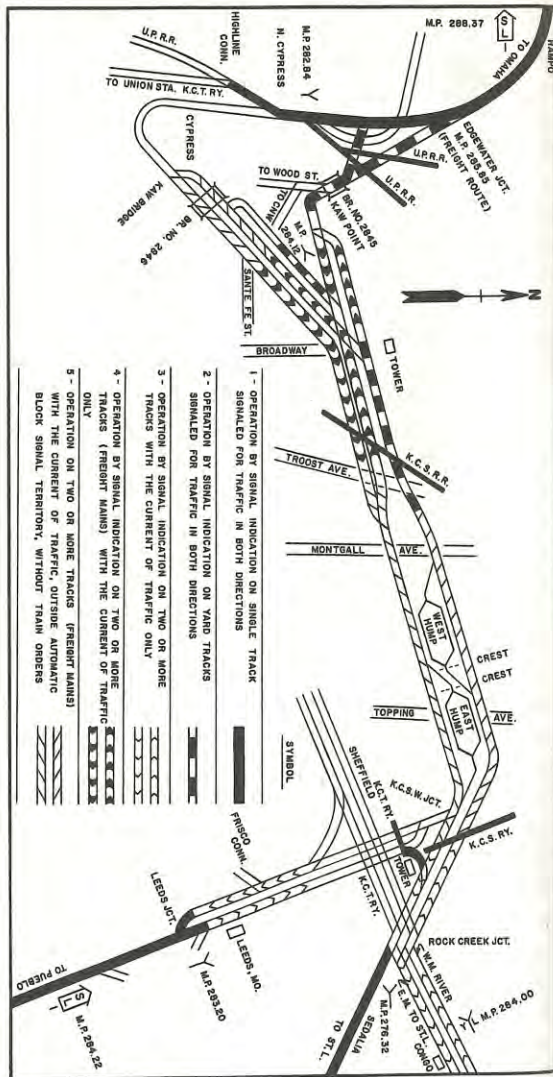 RAMPO
TO OMAHA
S L
M.P. 288.37
EDGEWATER JCT.
M.P. 285.85
(FREIGHT ROUTE)
U.P.R.R.
M.P. 282.84
N. CYPRESS
HIGHLINE
CONN.
U.P.R.R.
TO UNION STA. K.C.T. RY.
CYPRESS
U.P.R.R.
TO WOOD ST.
BR. NO. 2845
KAW POINT
TO CNW
M.P.
284.12
KAW BRIDGE
BR. NO. 2846
SANTE FE ST.
BROADWAY
N
TOWER
K.C.S.R.R.
TROOST AVE.
MONTGALL AVE.
WEST
HUMP
CREST
CREST
EAST
HUMP
TOPPING AVE.
SHEFFIELD
K.C.S.W. JCT.
K.C.T. RY.
K.C.S. RY.
TOWER
K.C.T. RY.
FRISCO
CONN.
LEEDS JCT.
LEEDS, MO.
M.P. 283.20
TO PUEBLO
S L
M.P. 284.22
ROCK CREEK JCT.
W.M. RIVER
E.M. TO ST.L.
M.P. 284.00
CONGO
M.P. 276.32
SEDALIA
TO ST. L.
SYMBOL
1 - OPERATION BY SIGNAL INDICATION ON SINGLE TRACK
SIGNALED FOR TRAFFIC IN BOTH DIRECTIONS
2 - OPERATION BY SIGNAL INDICATION ON YARD TRACKS
SIGNALED FOR TRAFFIC IN BOTH DIRECTIONS
3 - OPERATION BY SIGNAL INDICATION ON TWO OR MORE
TRACKS WITH THE CURRENT OF TRAFFIC ONLY
4 - OPERATION BY SIGNAL INDICATION ON TWO OR MORE
TRACKS (FREIGHT MAINS) WITH THE CURRENT OF TRAFFIC
ONLY
5 - OPERATION ON TWO OR MORE TRACKS (FREIGHT MAINS)
WITH THE CURRENT OF TRAFFIC, OUTSIDE AUTOMATIC
BLOCK SIGNAL TERRITORY, WITHOUT TRAIN ORDERS